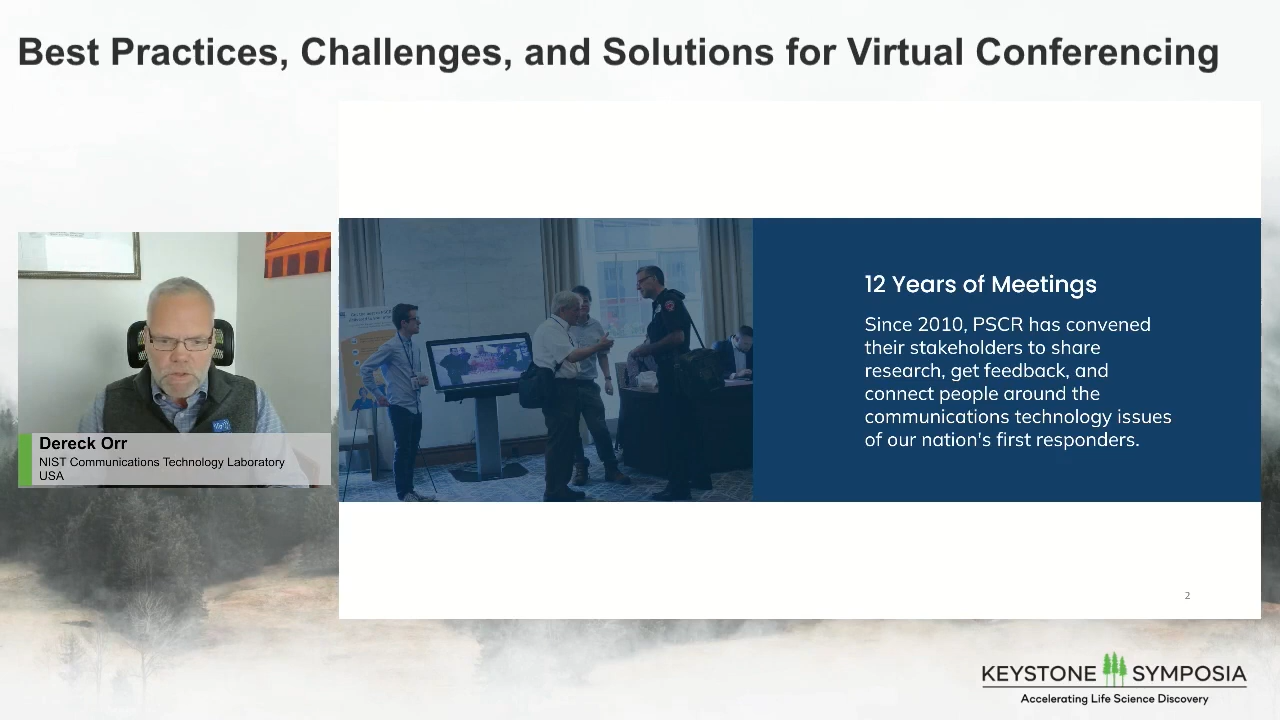 Best Practices, Challenges, and Solutions for Virtual Conferencing
Dereck Orr
NIST Communications Technology Laboratory
USA
12 Years of Meetings
Since 2010, PSCR has convened
their stakeholders to share
research, get feedback, and
connect people around the
communications technology issues
of our nation's first responders.
2
KEYSTONE SYMPOSIA
Accelerating Life Science Discovery